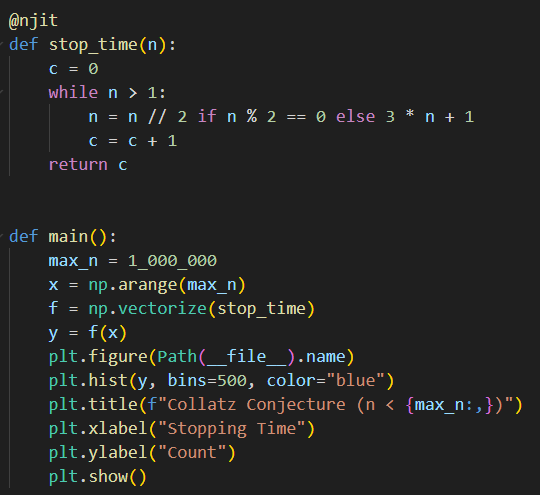 @njit
def stop_time(n):
    c = 0
    while n > 1:
        n = n // 2 if n % 2 == 0 else 3 * n + 1
        c = c + 1
    return c
def main():
    max_n = 1_000_000
    x = np.arange(max_n)
    f = np.vectorize(stop_time)
    y = f(x)
    plt.figure(Path(__file__).name)
    plt.hist(y, bins=500, color="blue")
    plt.title(f"Collatz Conjecture (n < {max_n:,})")
    plt.xlabel("Stopping Time")
    plt.ylabel("Count")
    plt.show()